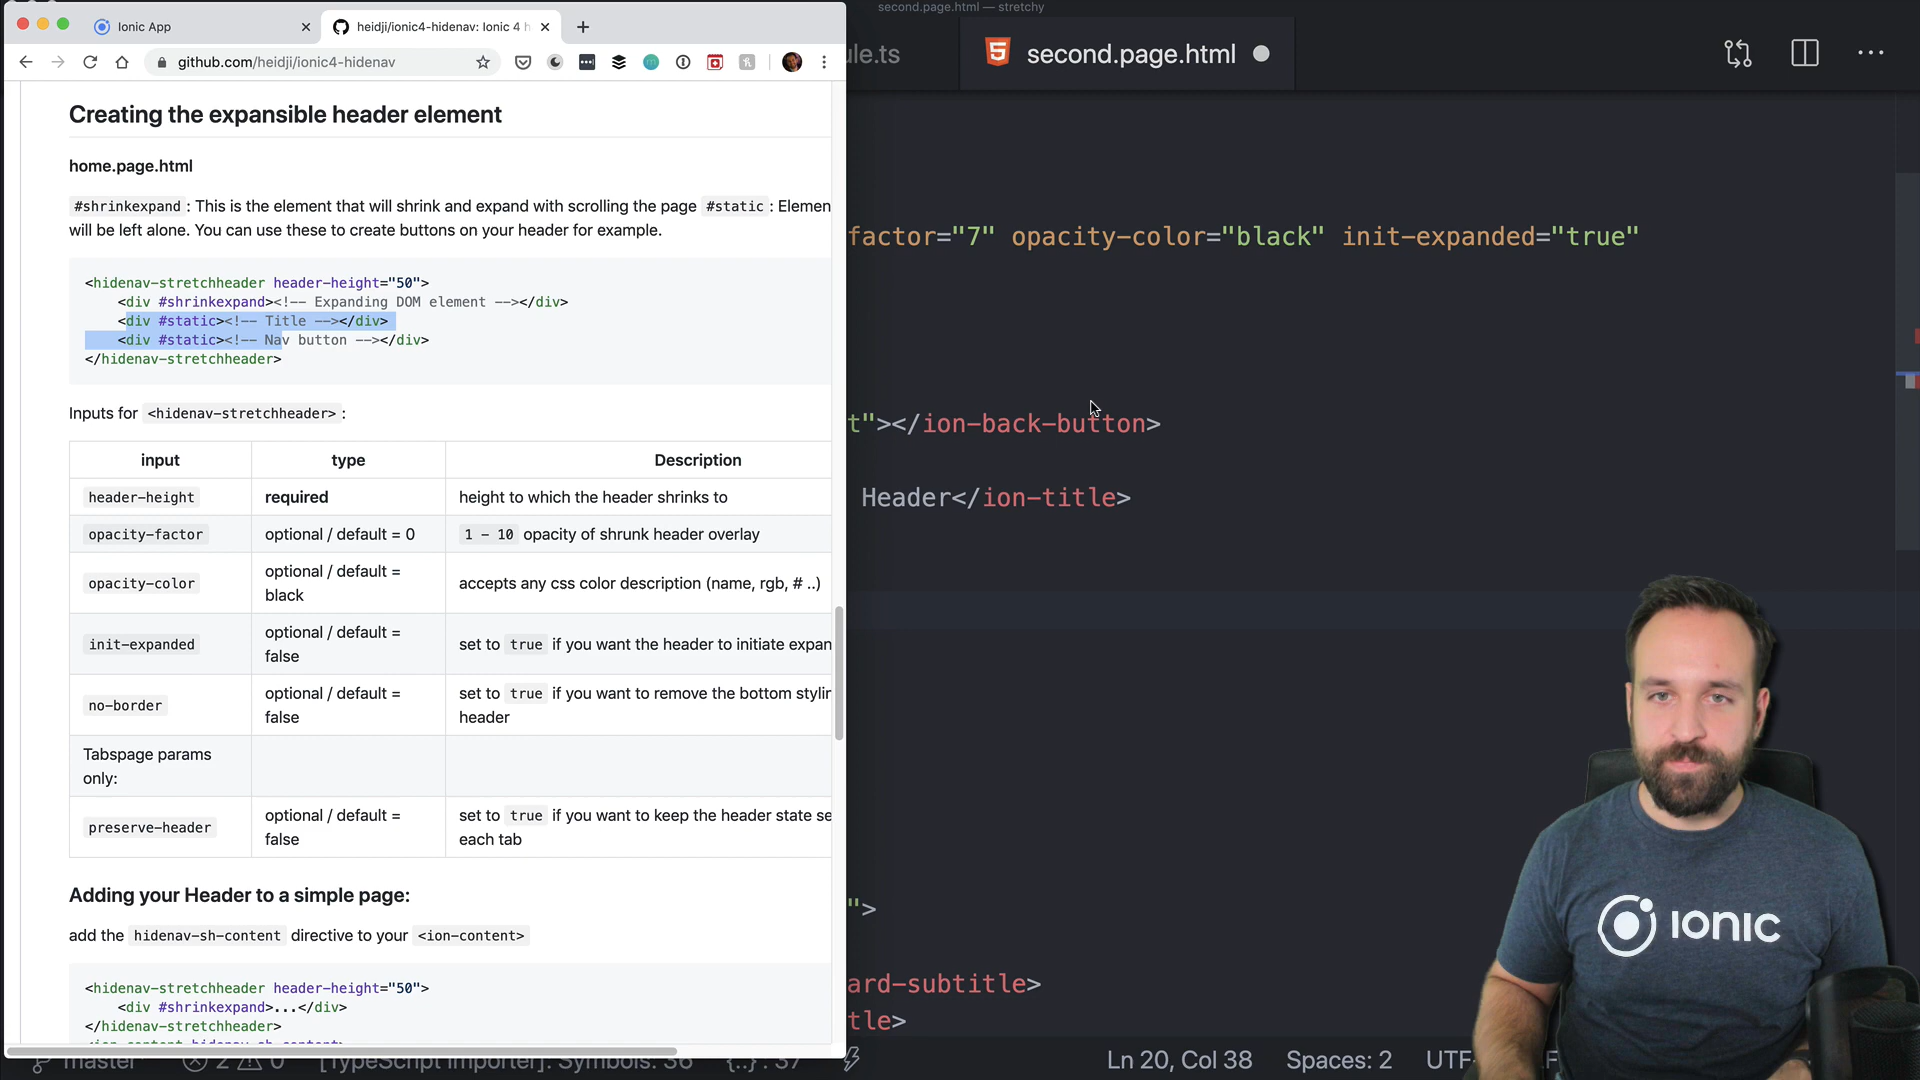 second.page.html — stretchy
Ionic App
heidji/ionic4-hidenav: Ionic 4 h
github.com/heidji/ionic4-hidenav
ule.ts
second.page.html
Creating the expansible header element
home.page.html
#shrinkexpand : This is the element that will shrink and expand with scrolling the page #static : Elemen
will be left alone. You can use these to create buttons on your header for example.
<hidenav-stretchheader header-height="50">
<div #shrinkexpand><!-- Expanding DOM element --></div>
<div #static><!-- Title --></div>
<div #static><!-- Nav button --></div>
</hidenav-stretchheader>
Inputs for <hidenav-stretchheader> :
input type Description
header-height required height to which the header shrinks to
opacity-factor optional / default = 0 1 - 10 opacity of shrunk header overlay
opacity-color optional / default = black accepts any css color description (name, rgb, # ..)
init-expanded optional / default = false set to true if you want the header to initiate expan
no-border optional / default = false set to true if you want to remove the bottom stylin
header
Tabspage params only:
preserve-header optional / default = false set to true if you want to keep the header state se
each tab
Adding your Header to a simple page:
add the hidenav-sh-content directive to your <ion-content>
<hidenav-stretchheader header-height="50">
<div #shrinkexpand>...</div>
</hidenav-stretchheader>
factor="7" opacity-color="black" init-expanded="true"
t"></ion-back-button>
Header</ion-title>
">
ard-subtitle>
tle>
IONIC
master
2
0
[TypeScript Importer]: Symbols: 36
{..} : 37
Ln 20, Col 38
Spaces: 2
UTF-